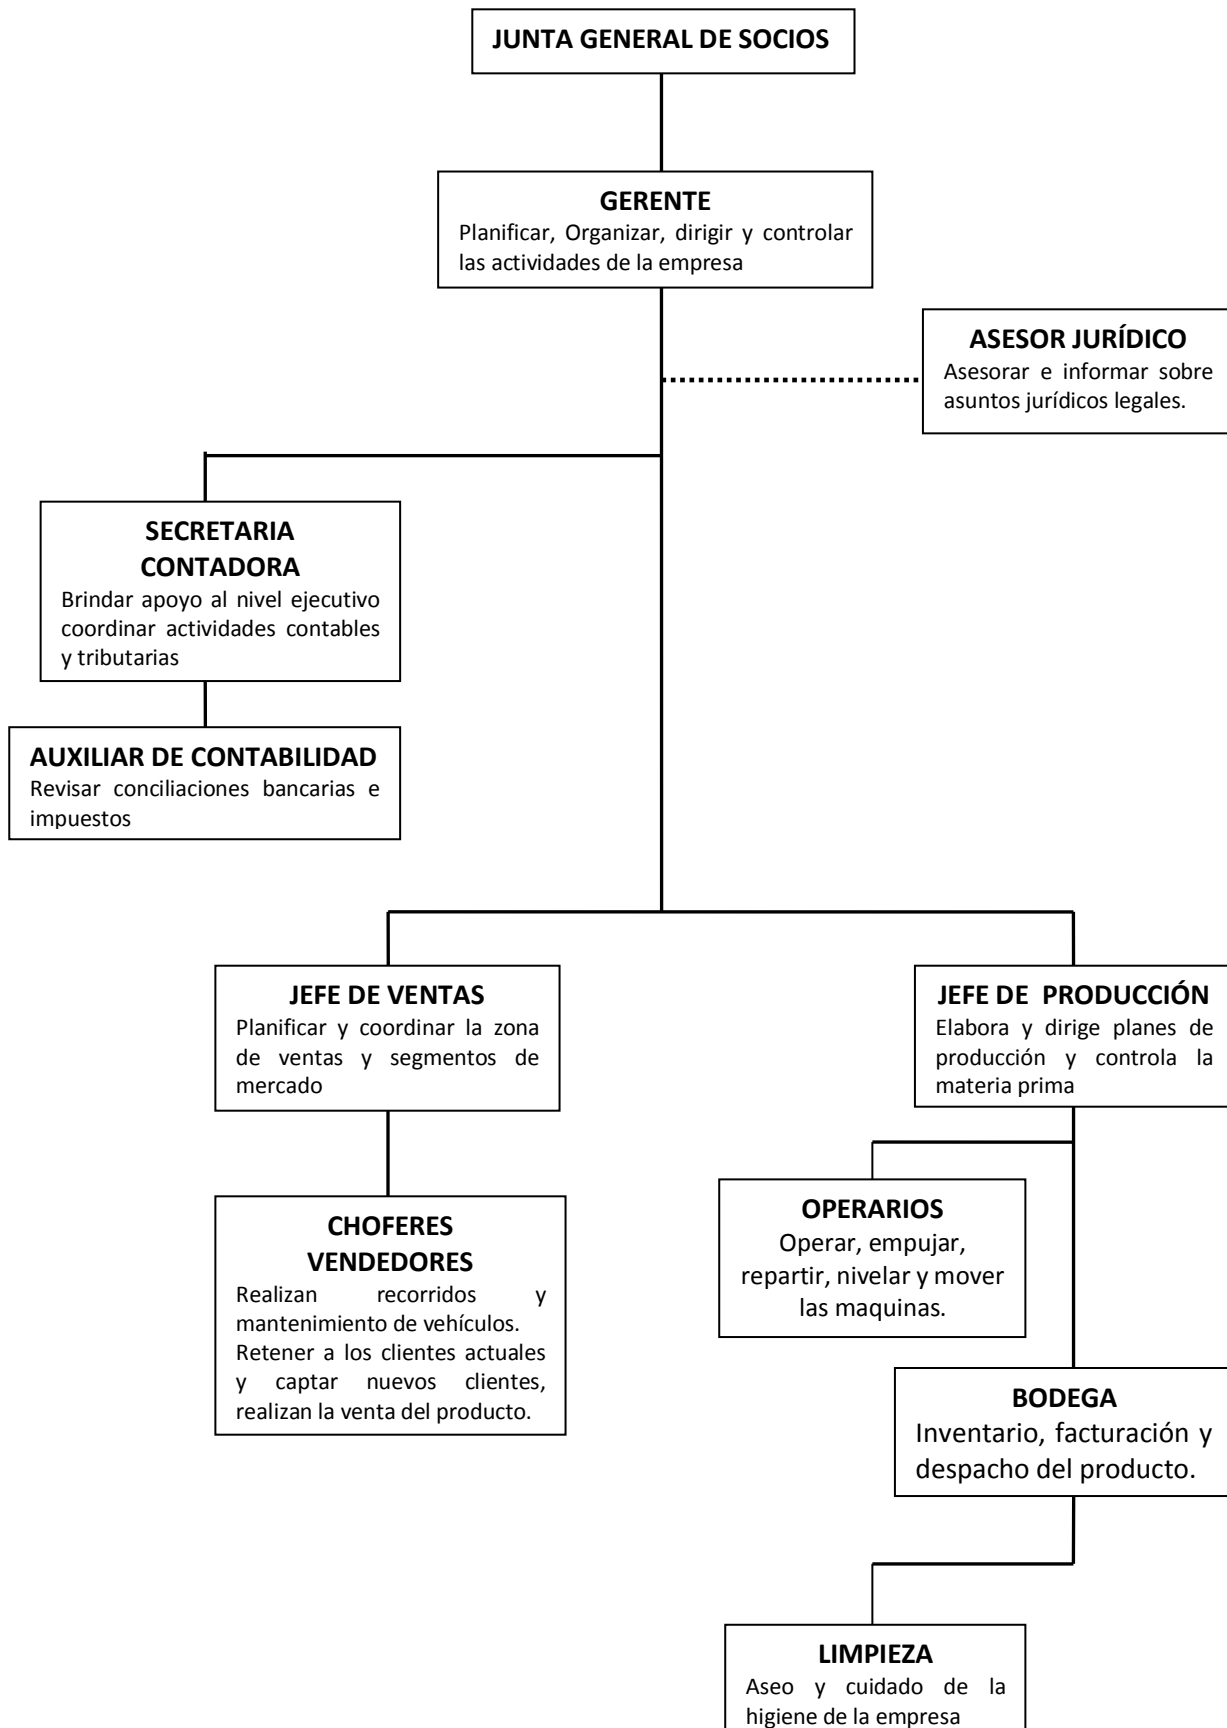 JUNTA GENERAL DE SOCIOS
GERENTE
Planificar, Organizar, dirigir y controlar
las actividades de la empresa
ASESOR JURÍDICO
Asesorar e informar sobre
asuntos jurídicos legales.
SECRETARIA
CONTADORA
Brindar apoyo al nivel ejecutivo
coordinar actividades contables
y tributarias
AUXILIAR DE CONTABILIDAD
Revisar conciliaciones bancarias e
impuestos
JEFE DE VENTAS
Planificar y coordinar la zona
de ventas y segmentos de
mercado
JEFE DE PRODUCCIÓN
Elabora y dirige planes de
producción y controla la
materia prima
CHOFERES
VENDEDORES
Realizan recorridos y
mantenimiento de vehículos.
Retener a los clientes actuales
y captar nuevos clientes,
realizan la venta del producto.
OPERARIOS
Operar, empujar,
repartir, nivelar y mover
las maquinas.
BODEGA
Inventario, facturación y
despacho del producto.
LIMPIEZA
Aseo y cuidado de la
higiene de la empresa